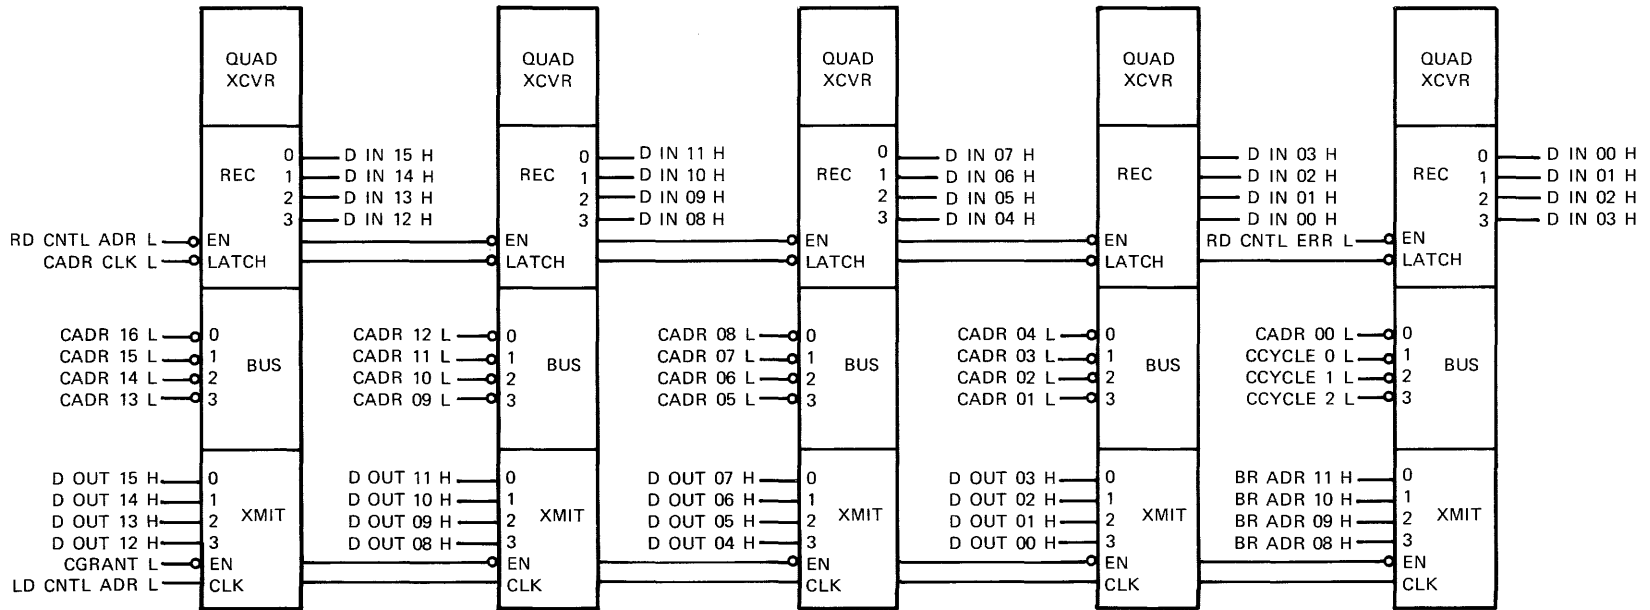 QUAD XCVR
REC
0 D IN 15 H
1 D IN 14 H
2 D IN 13 H
3 D IN 12 H
RD CNTL ADR L EN
CADR CLK L LATCH
CADR 16 L 0
CADR 15 L 1
CADR 14 L 2
CADR 13 L 3
BUS
D OUT 15 H 0
D OUT 14 H 1
D OUT 13 H 2
D OUT 12 H 3
XMIT
CGRANT L EN
LD CNTL ADR L CLK
QUAD XCVR
REC
0 D IN 11 H
1 D IN 10 H
2 D IN 09 H
3 D IN 08 H
EN
LATCH
CADR 12 L 0
CADR 11 L 1
CADR 10 L 2
CADR 09 L 3
BUS
D OUT 11 H 0
D OUT 10 H 1
D OUT 09 H 2
D OUT 08 H 3
XMIT
EN
CLK
QUAD XCVR
REC
0 D IN 07 H
1 D IN 06 H
2 D IN 05 H
3 D IN 04 H
EN
LATCH
CADR 08 L 0
CADR 07 L 1
CADR 06 L 2
CADR 05 L 3
BUS
D OUT 07 H 0
D OUT 06 H 1
D OUT 05 H 2
D OUT 04 H 3
XMIT
EN
CLK
QUAD XCVR
REC
D IN 03 H
D IN 02 H
D IN 01 H
D IN 00 H
EN
LATCH
CADR 04 L 0
CADR 03 L 1
CADR 02 L 2
CADR 01 L 3
BUS
D OUT 03 H 0
D OUT 02 H 1
D OUT 01 H 2
D OUT 00 H 3
XMIT
EN
CLK
QUAD XCVR
REC
0 D IN 00 H
1 D IN 01 H
2 D IN 02 H
3 D IN 03 H
RD CNTL ERR L EN
LATCH
CADR 00 L 0
CCYCLE 0 L 1
CCYCLE 1 L 2
CCYCLE 2 L 3
BUS
BR ADR 11 H 0
BR ADR 10 H 1
BR ADR 09 H 2
BR ADR 08 H 3
XMIT
EN
CLK